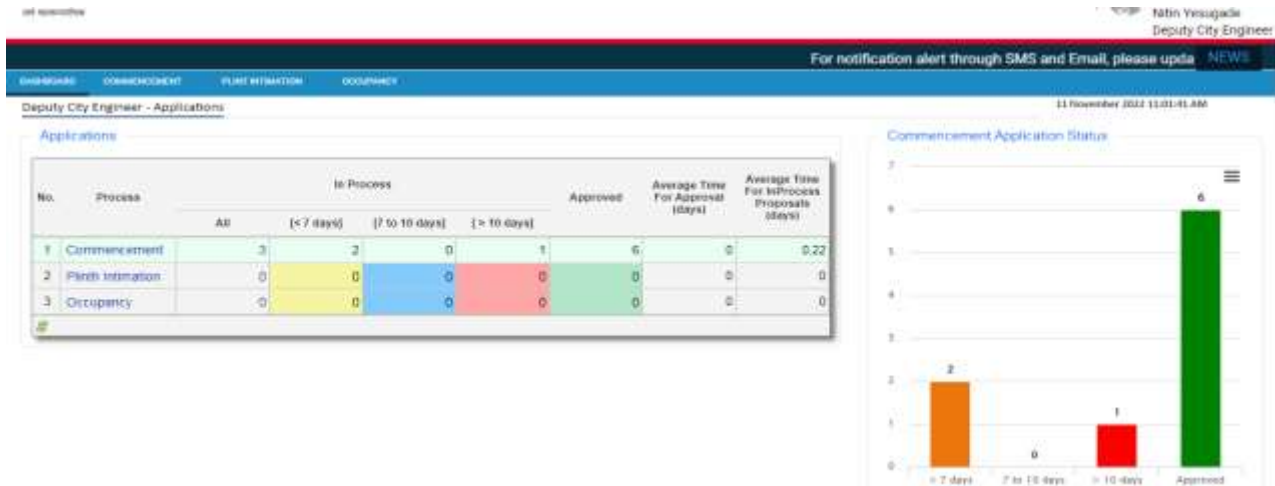 Nitin Yesugade
Deputy City Engineer
For notification alert through SMS and Email, please upda NEWS
DASHBOARD COMMENCEMENT PLINT INTIMATION OCCUPANCY
Deputy City Engineer - Applications
11 November 2022 11:01:41 AM
Applications
No. Process In Process Approved Average Time For Approval (days) Average Time For InProcess Proposals (days)
All (< 7 days) (7 to 10 days) ( > 10 days)
1 Commencement 3 2 0 1 6 0 0.22
2 Plinth Intimation 0 0 0 0 0 0 0
3 Occupancy 0 0 0 0 0 0 0
Commencement Application Status
7
6
5
4
3
2
1
0
2
0
1
6
< 7 days 7 to 10 days > 10 days Approved